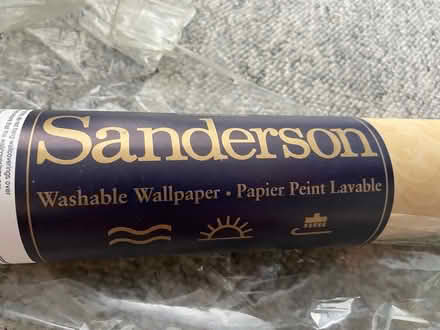 Sanderson
Washable Wallpaper • Papier Peint Lavable